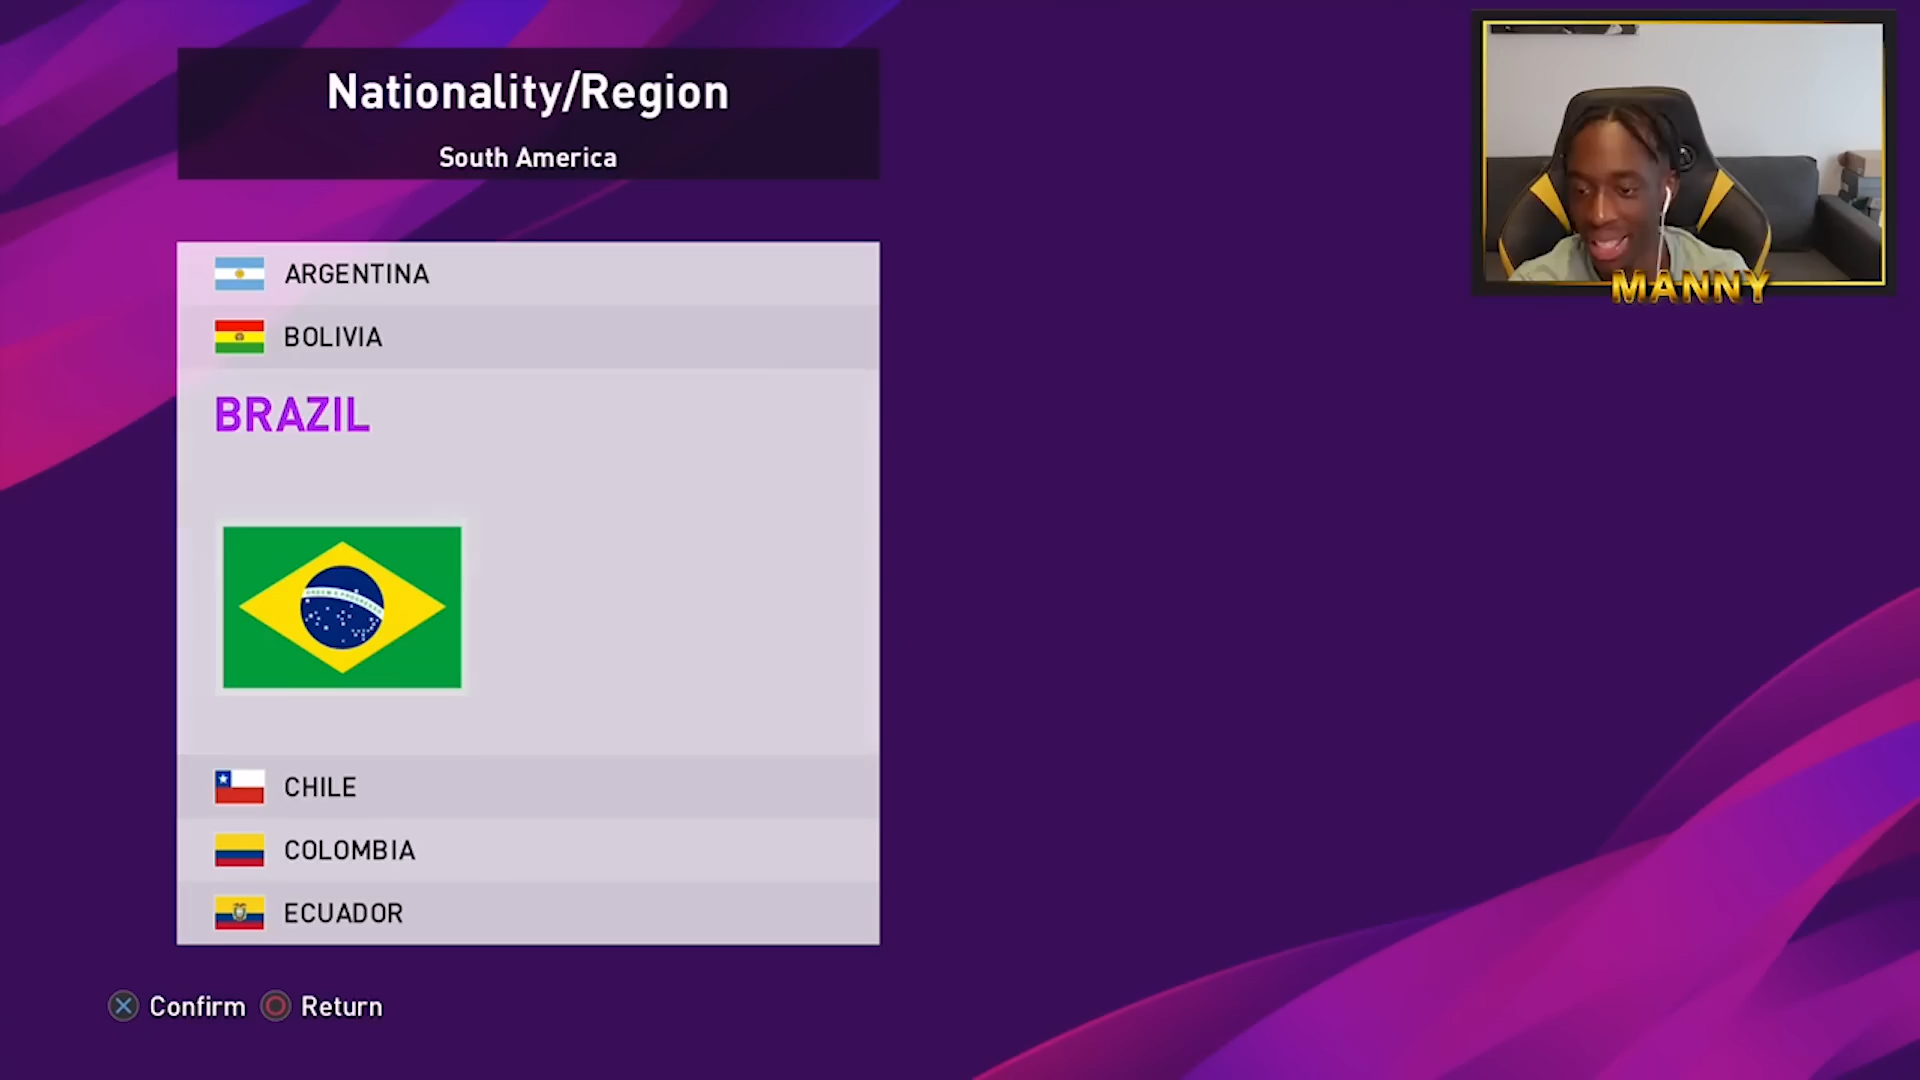 Nationality/Region
South America
ARGENTINA
BOLIVIA
BRAZIL
CHILE
COLOMBIA
ECUADOR
Confirm Return
MANNY